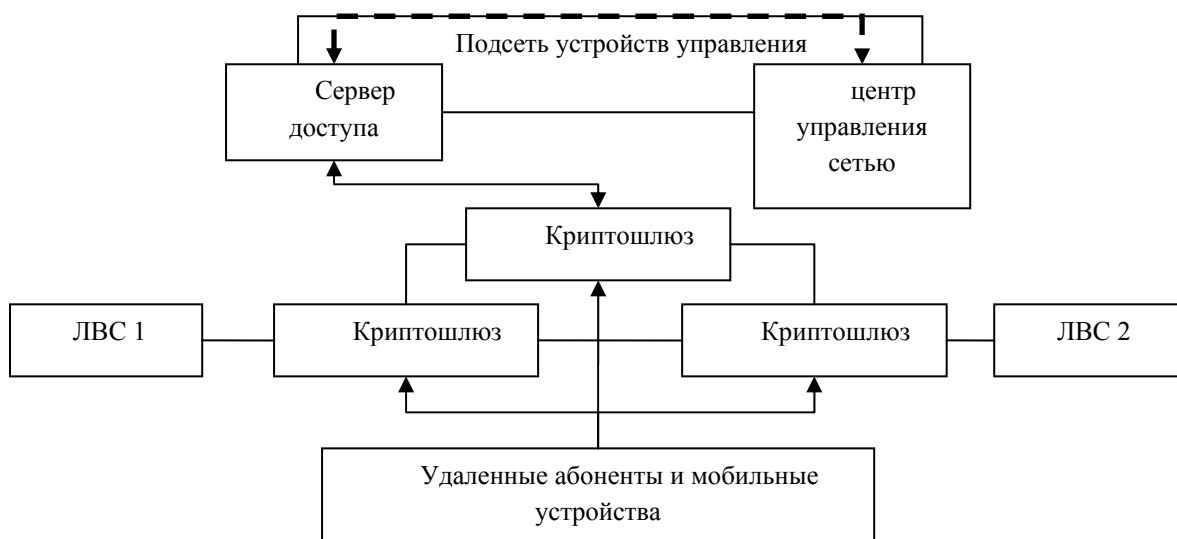 Подсеть устройств управления
Сервер
доступа
центр
управления
сетью
Криптошлюз
ЛВС 1
Криптошлюз
Криптошлюз
ЛВС 2
Удаленные абоненты и мобильные
устройства